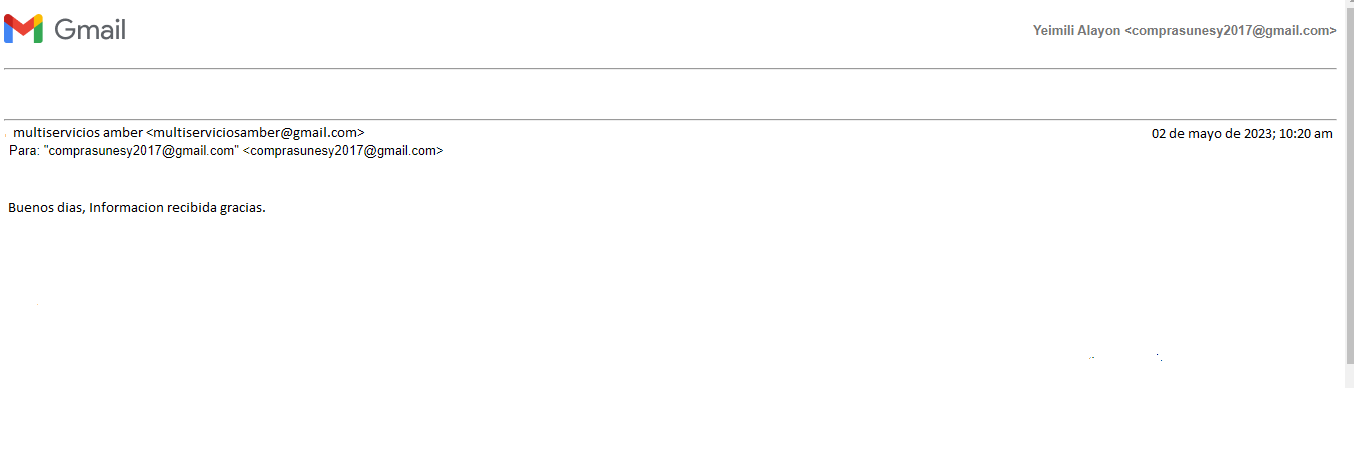 Gmail
Yeimili Alayon <comprasunesy2017@gmail.com>
multiservicios amber <multiserviciosamber@gmail.com>
02 de mayo de 2023; 10:20 am
Para: "comprasunesy2017@gmail.com" <comprasunesy2017@gmail.com>
Buenos dias, Informacion recibida gracias.